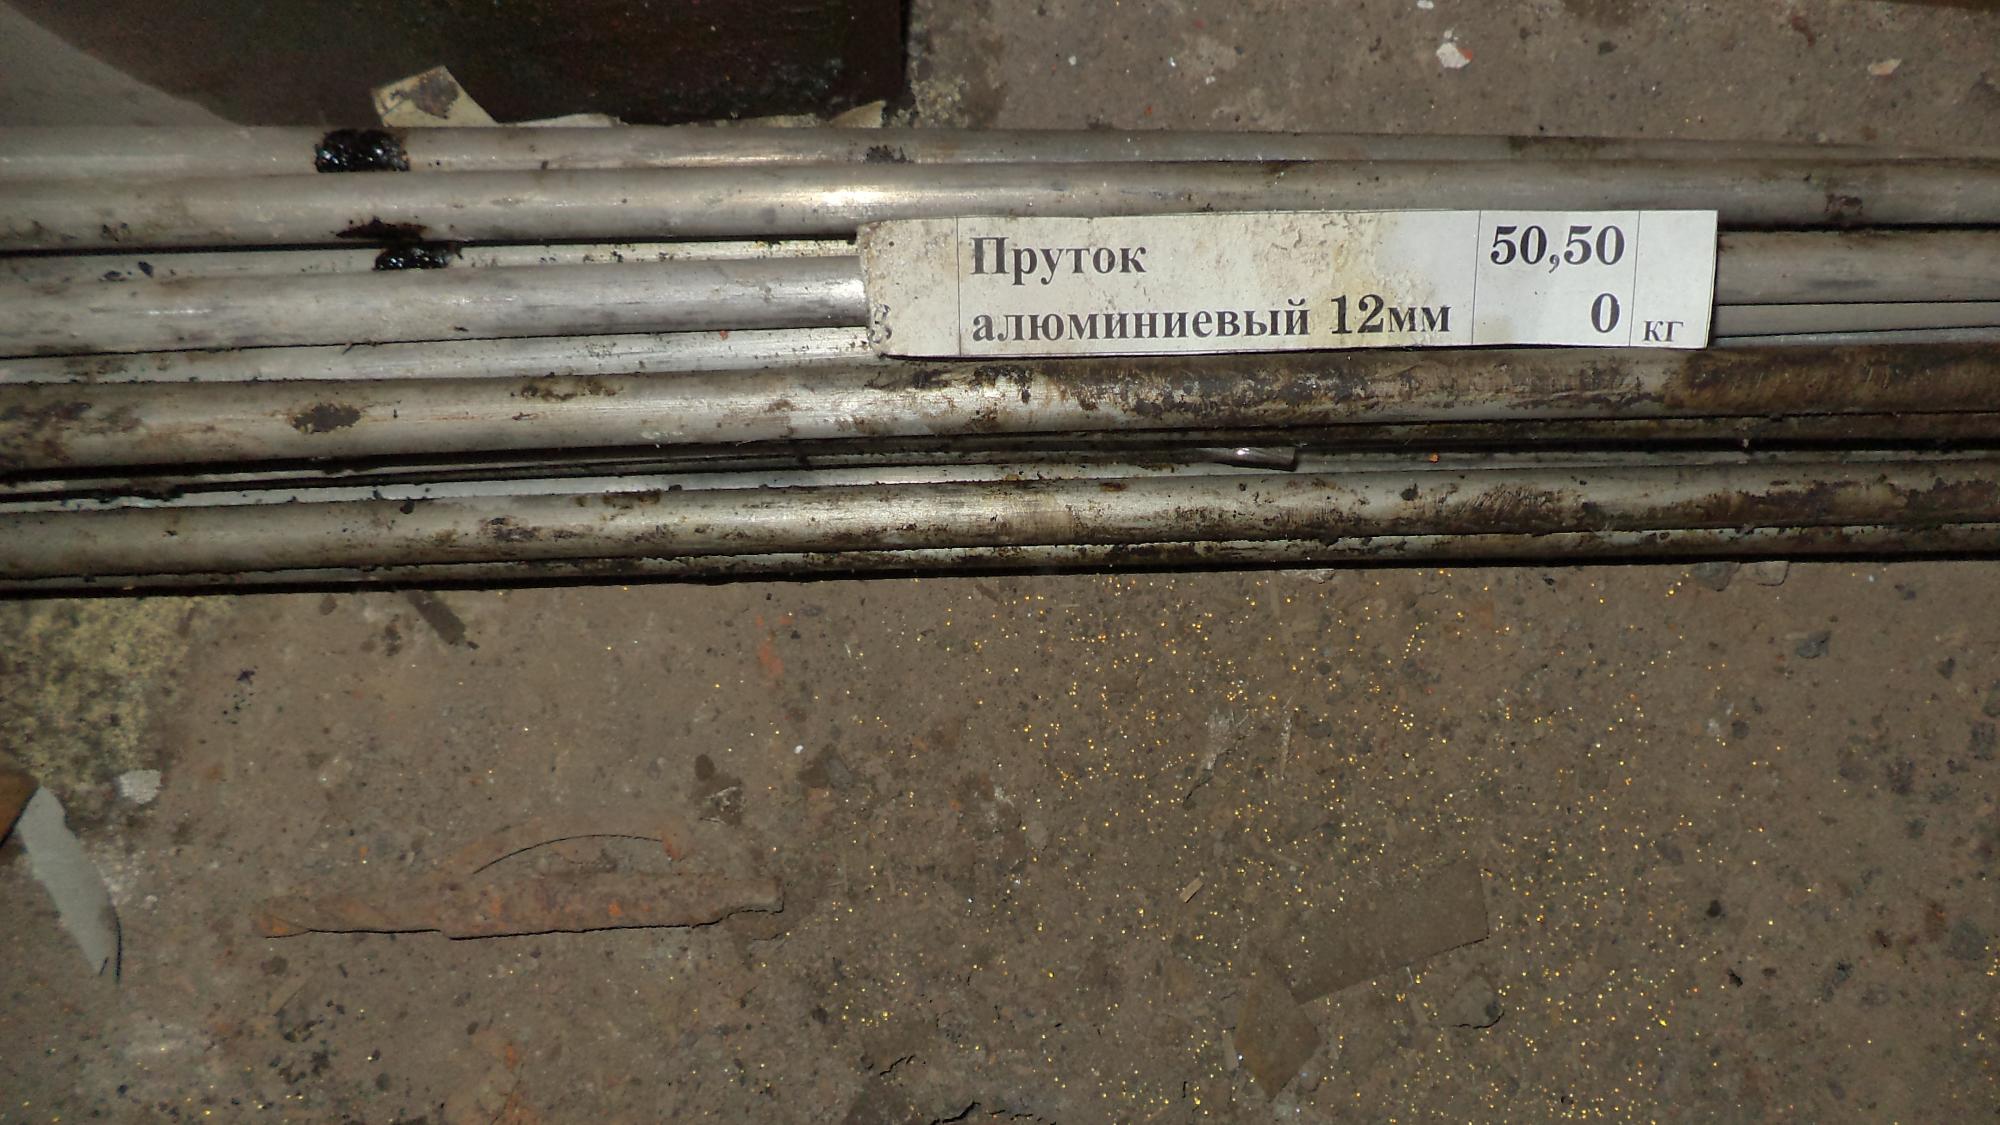 Пруток 50,50
алюминиевый 12мм 0 кг